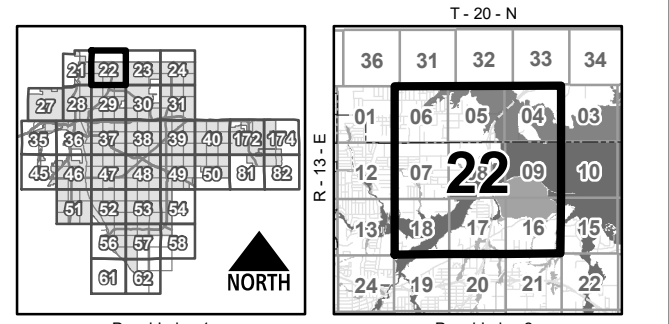 T - 20 - N
R - 13 - E
21 22 23 24
27 28 29 30 31
35 36 37 38 39 40 172 174
45 46 47 48 49 50 81 82
51 52 53 54
56 57 58
61 62
NORTH
36 31 32 33 34
01 06 05 04 03
12 07 08 09 10
22
13 18 17 16 15
24 19 20 21 22